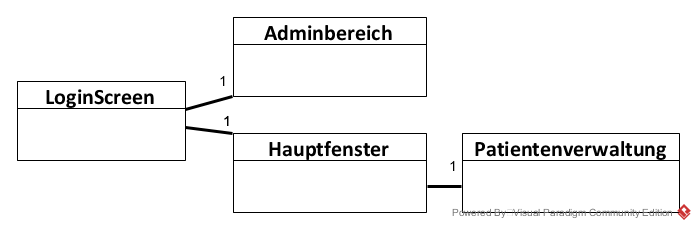 Adminbereich
1
LoginScreen
1
Hauptfenster
1
Patientenverwaltung
Powered By Visual Paradigm Community Edition